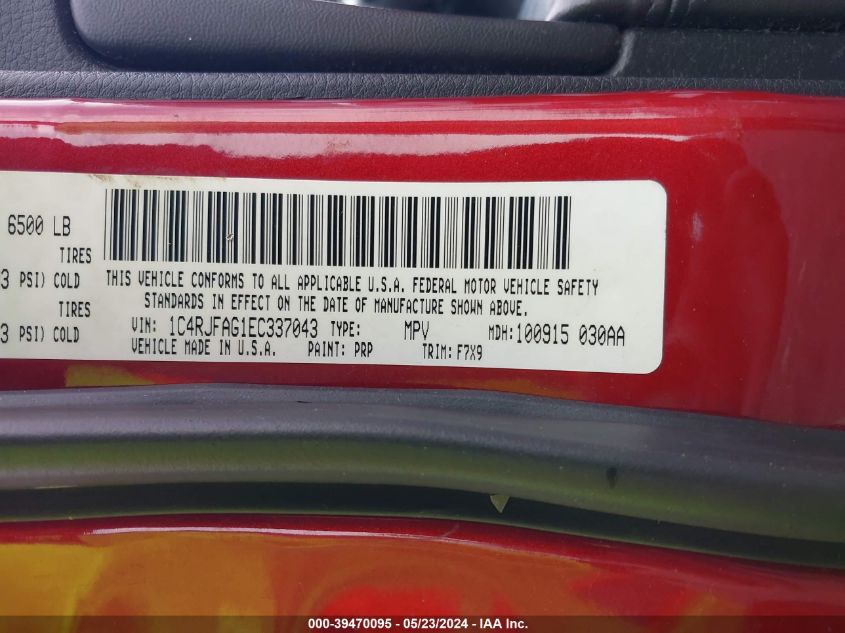 6500 LB
TIRES
3 PSI) COLD
THIS VEHICLE CONFORMS TO ALL APPLICABLE U.S.A. FEDERAL MOTOR VEHICLE SAFETY
STANDARDS IN EFFECT ON THE DATE OF MANUFACTURE SHOWN ABOVE.
TIRES
3 PSI) COLD
VIN: 1C4RJFAG1EC337043 TYPE: MPV MDH:100915 030AA
VEHICLE MADE IN U.S.A. PAINT: PRP TRIM: F7X9
000-39470095 - 05/23/2024 - IAA Inc.